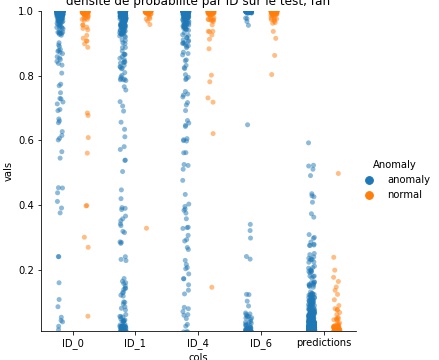 densité de probabilité par ID sur le test, ran
1.0
0.8
0.6
0.4
0.2
vals
ID_0 ID_1 ID_4 ID_6 predictions
cols
Anomaly
anomaly
normal